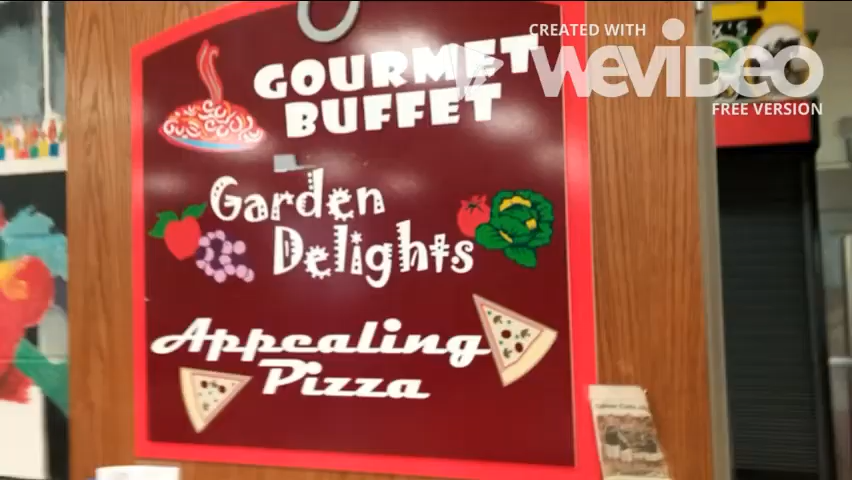 CREATED WITH
WEVIDEO
FREE VERSION
GOURMET
BUFFET
Garden
Delights
Appealing
Pizza